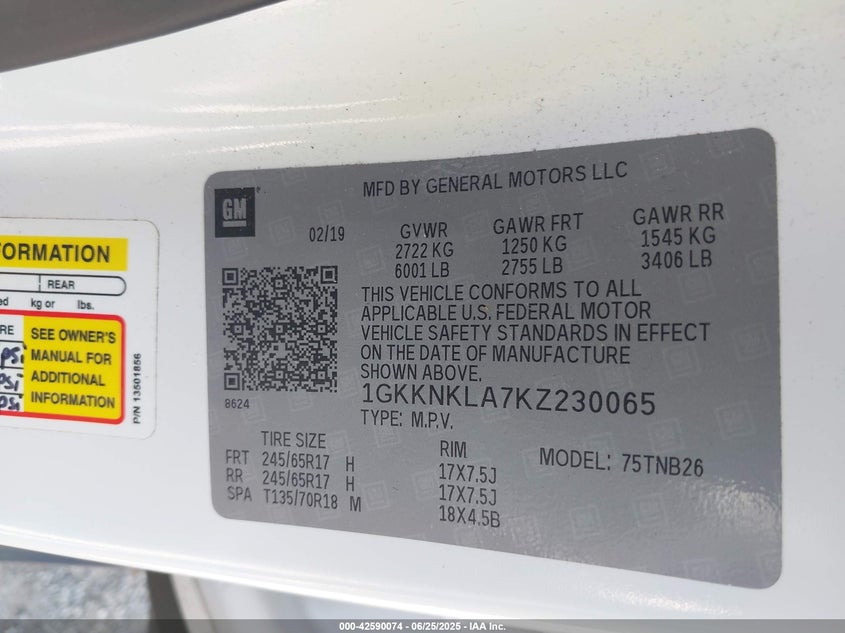 FORMATION
REAR
kg or lbs.
SEE OWNER'S
MANUAL FOR
ADDITIONAL
INFORMATION
psi
psi
psi
P/N 13501856
GM
MFD BY GENERAL MOTORS LLC
02/19
GVWR
2722 KG
6001 LB
GAWR FRT
1250 KG
2755 LB
GAWR RR
1545 KG
3406 LB
THIS VEHICLE CONFORMS TO ALL
APPLICABLE U.S. FEDERAL MOTOR
VEHICLE SAFETY STANDARDS IN EFFECT
ON THE DATE OF MANUFACTURE
SHOWN ABOVE.
8624
1GKKNKLA7KZ230065
TYPE: M.P.V.
TIRE SIZE
FRT 245/65R17 H
RR 245/65R17 H
SPA T135/70R18 M
RIM
17X7.5J
17X7.5J
18X4.5B
MODEL: 75TNB26
000-42590074 - 06/25/2025 - IAA Inc.